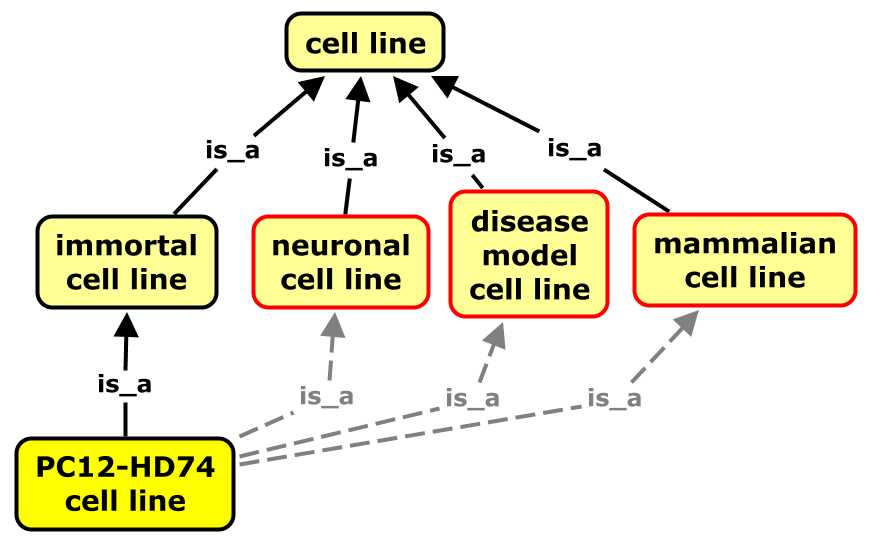 cell line
is_a
is_a
is_a
is_a
immortal
cell line
neuronal
cell line
disease
model
cell line
mammalian
cell line
is_a
is_a
is_a
is_a
PC12-HD74
cell line